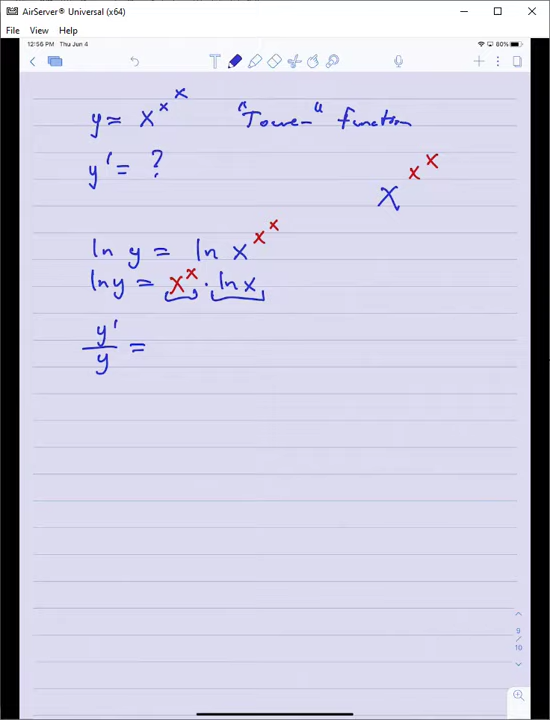 AirServer® Universal (x64)
File View Help
12:56 PM Thu Jun 4
80%
y = x^x^x "Tower" function
y' = ?
x^x^x
ln y = ln x^x^x
ln y = x^x · ln x
y'/y =
9
/
10